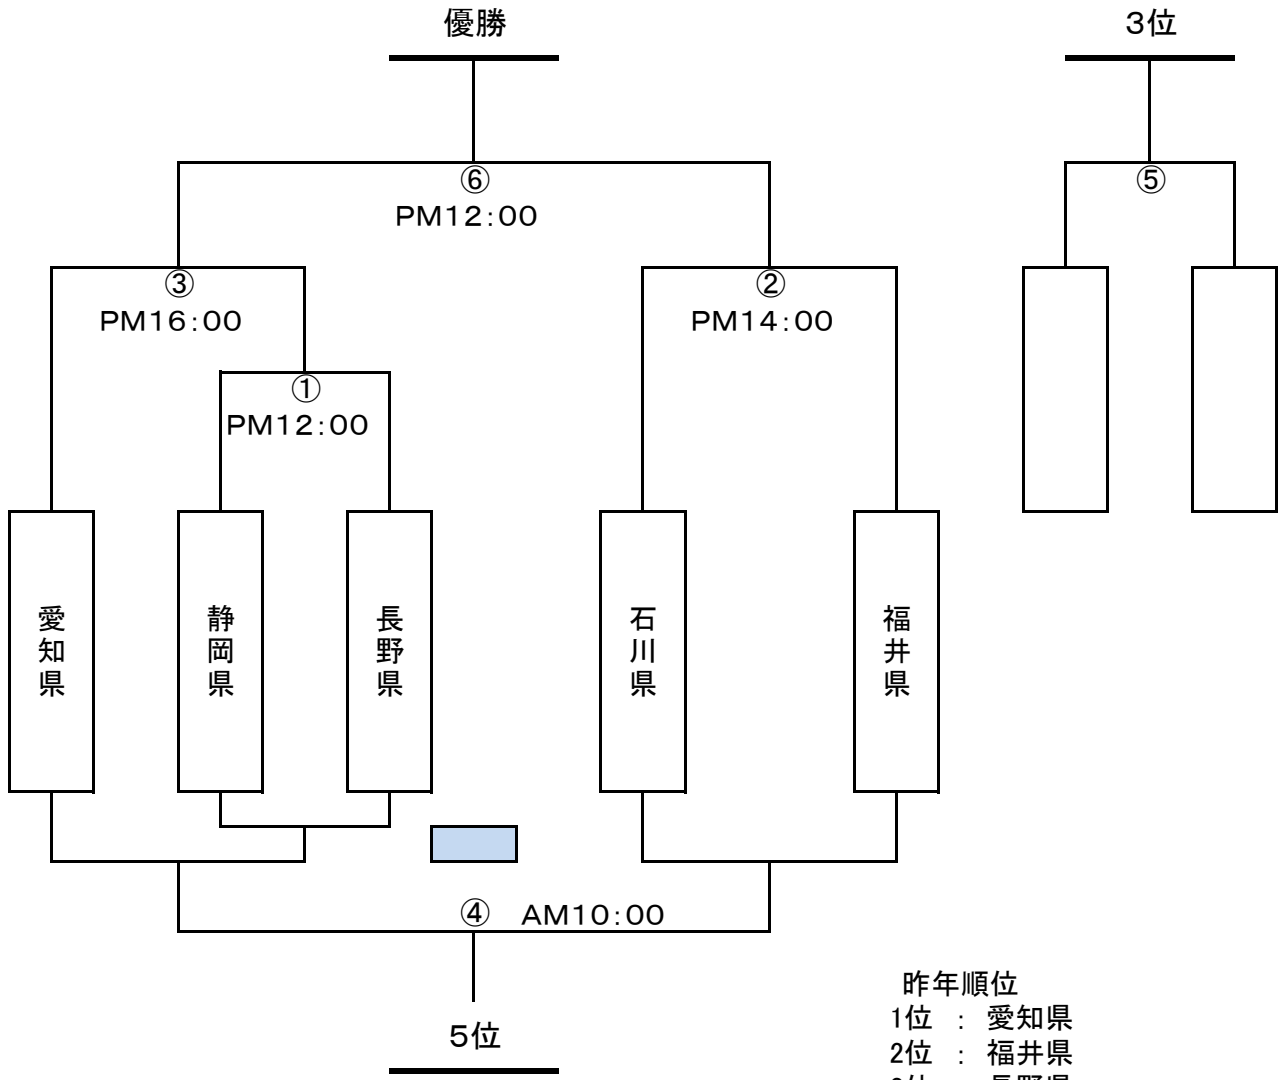 優勝
３位
⑥
PM12:00
⑤
③
PM16:00
②
PM14:00
①
PM12:00
愛知県
静岡県
長野県
石川県
福井県
④ AM10:00
５位
昨年順位
1位 : 愛知県
2位 : 福井県